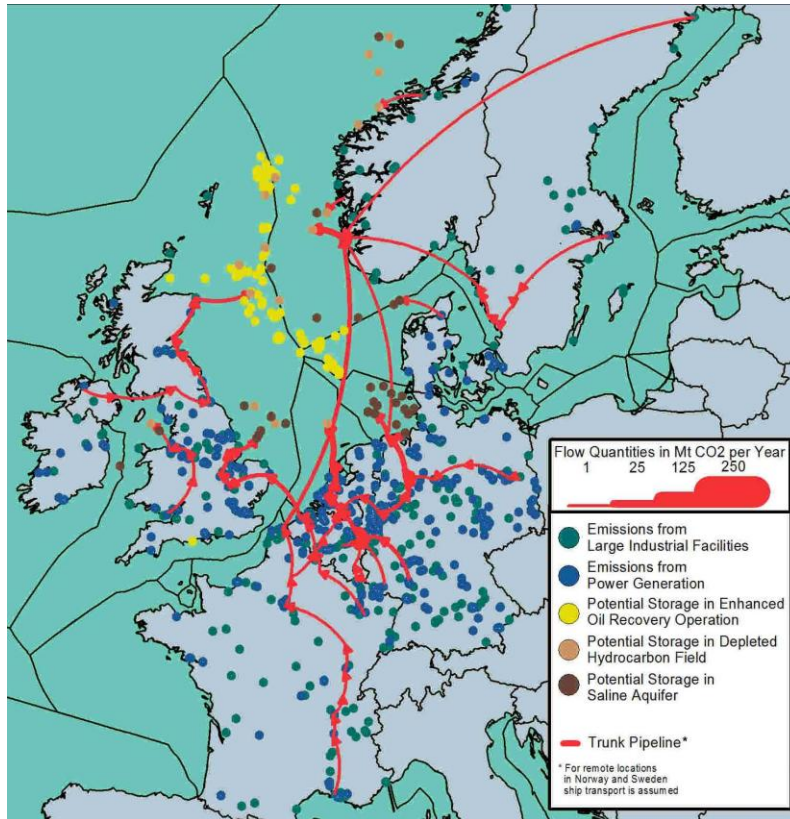 Flow Quantities in Mt CO2 per Year
1 25 125 250
Emissions from
Large Industrial Facilities
Emissions from
Power Generation
Potential Storage in Enhanced
Oil Recovery Operation
Potential Storage in Depleted
Hydrocarbon Field
Potential Storage in
Saline Aquifer
Trunk Pipeline*
* For remote locations
in Norway and Sweden
ship transport is assumed